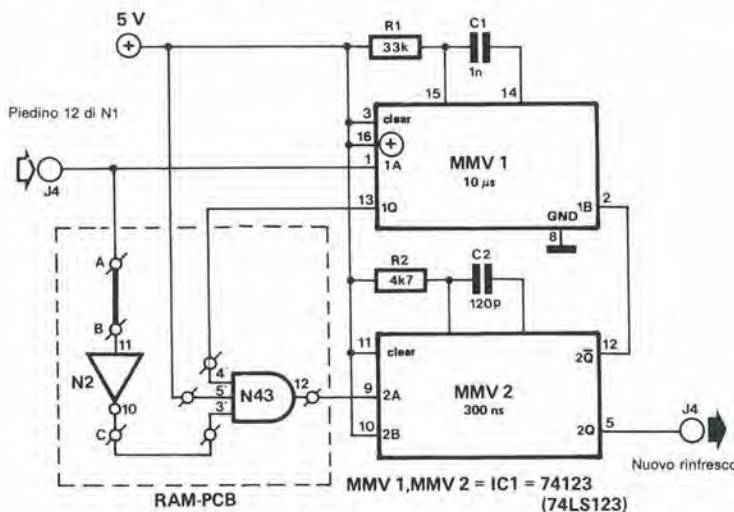 5 V
R1
33k
C1
1n
15
14
Piedino 12 di N1
3
clear
16
1
1A
MMV 1
10 µs
J4
13
1Q
GND
8
1B
2
A
B
11
N2
10
C
4
5
3
N43
12
R2
4k7
C2
120p
11
clear
9
2A
10
2B
MMV 2
300 ns
2Q̅
12
2Q
5
J4
Nuovo rinfresco
RAM-PCB
MMV 1, MMV 2 = IC1 = 74123
(74LS123)